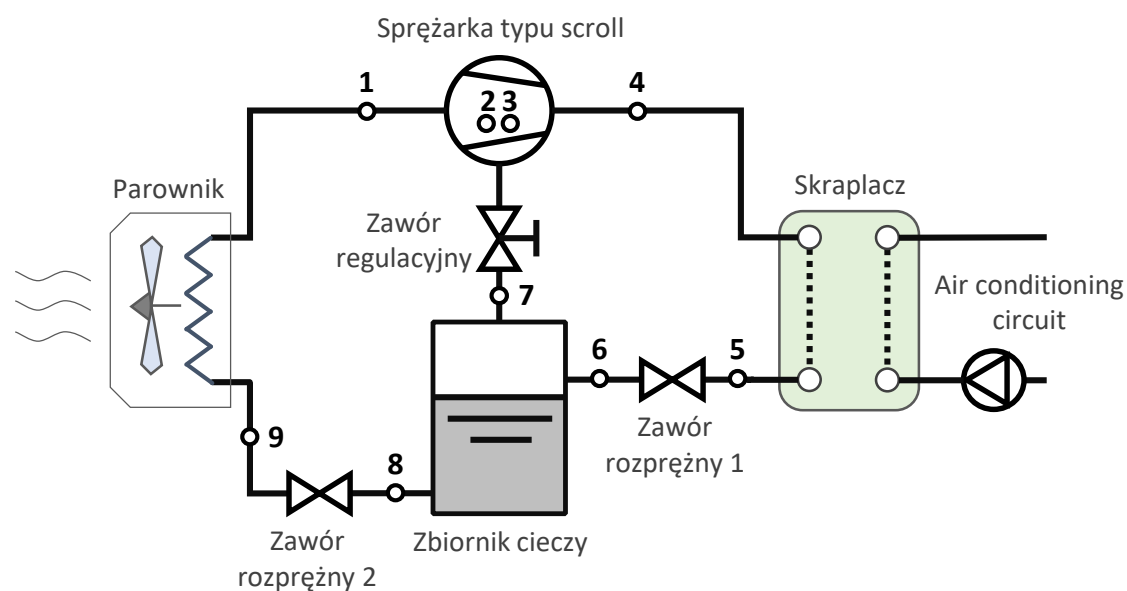 Sprężarka typu scroll
1
4
2 3
Parownik
Skraplacz
Zawór
regulacyjny
7
Air conditioning
circuit
6
5
9
Zawór
rozprężny 1
8
Zawór
rozprężny 2
Zbiornik cieczy